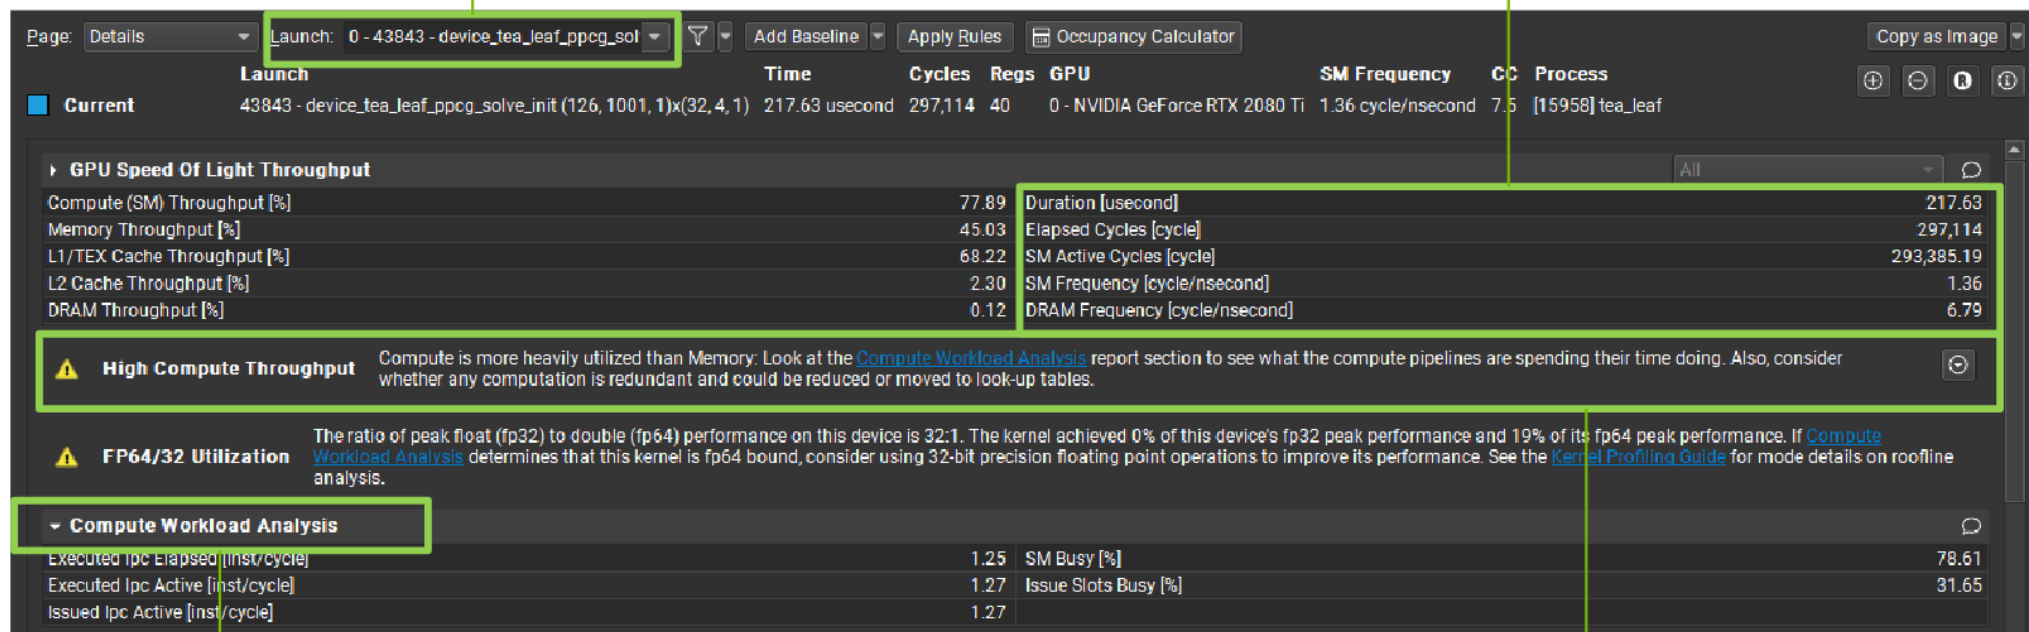 Page: Details Launch: 0 - 43843 - device_tea_leaf_ppcg_sol Add Baseline Apply Rules Occupancy Calculator Copy as Image
Launch Time Cycles Regs GPU SM Frequency CC Process
Current 43843 - device_tea_leaf_ppcg_solve_init (126, 1001, 1)x(32, 4, 1) 217.63 usecond 297,114 40 0 - NVIDIA GeForce RTX 2080 Ti 1.36 cycle/nsecond 7.5 [15958] tea_leaf
GPU Speed Of Light Throughput All
Compute (SM) Throughput [%] 77.89 Duration [usecond] 217.63
Memory Throughput [%] 45.03 Elapsed Cycles [cycle] 297,114
L1/TEX Cache Throughput [%] 68.22 SM Active Cycles [cycle] 293,385.19
L2 Cache Throughput [%] 2.30 SM Frequency [cycle/nsecond] 1.36
DRAM Throughput [%] 0.12 DRAM Frequency [cycle/nsecond] 6.79
High Compute Throughput Compute is more heavily utilized than Memory: Look at the Compute Workload Analysis report section to see what the compute pipelines are spending their time doing. Also, consider
whether any computation is redundant and could be reduced or moved to look-up tables.
The ratio of peak float (fp32) to double (fp64) performance on this device is 32:1. The kernel achieved 0% of this device's fp32 peak performance and 19% of its fp64 peak performance. If Compute
FP64/32 Utilization Workload Analysis determines that this kernel is fp64 bound, consider using 32-bit precision floating point operations to improve its performance. See the Kernel Profiling Guide for mode details on roofline
analysis.
Compute Workload Analysis
Executed Ipc Elapsed [inst/cycle] 1.25 SM Busy [%] 78.61
Executed Ipc Active [inst/cycle] 1.27 Issue Slots Busy [%] 31.65
Issued Ipc Active [inst/cycle] 1.27